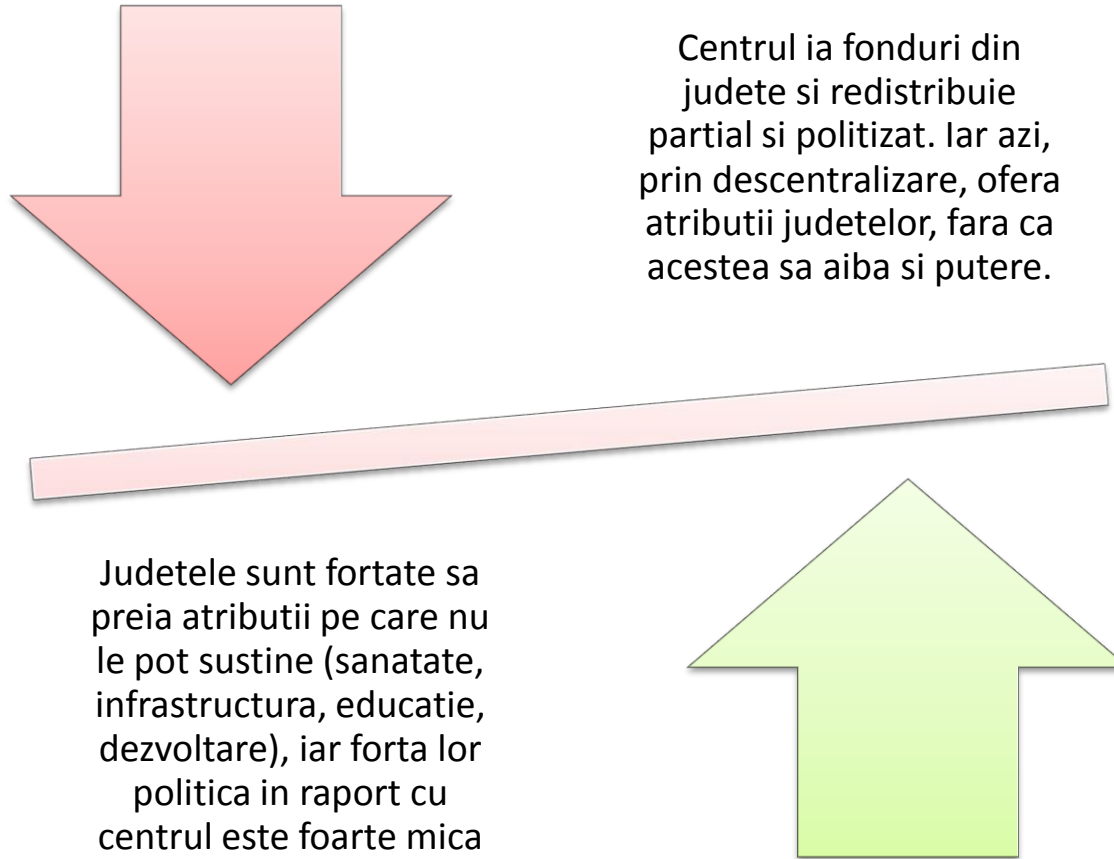 Centrul ia fonduri din
judete si redistribuie
partial si politizat. Iar azi,
prin descentralizare, ofera
atributii judetelor, fara ca
acestea sa aiba si putere.
Judetele sunt fortate sa
preia atributii pe care nu
le pot sustine (sanatate,
infrastructura, educatie,
dezvoltare), iar forta lor
politica in raport cu
centrul este foarte mica